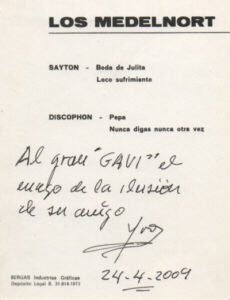 LOS MEDELNORT
SAYTON - Boda de Julita
Loco sufrimiento
DISCOPHON - Pepa
Nunca digas nunca otra vez
Al gran "GAVI" el
mago de la ilusión
de su amigo
BERGAS Industrias Gráficas
Depósito Legal B. 31.814-1973
24-4-2009